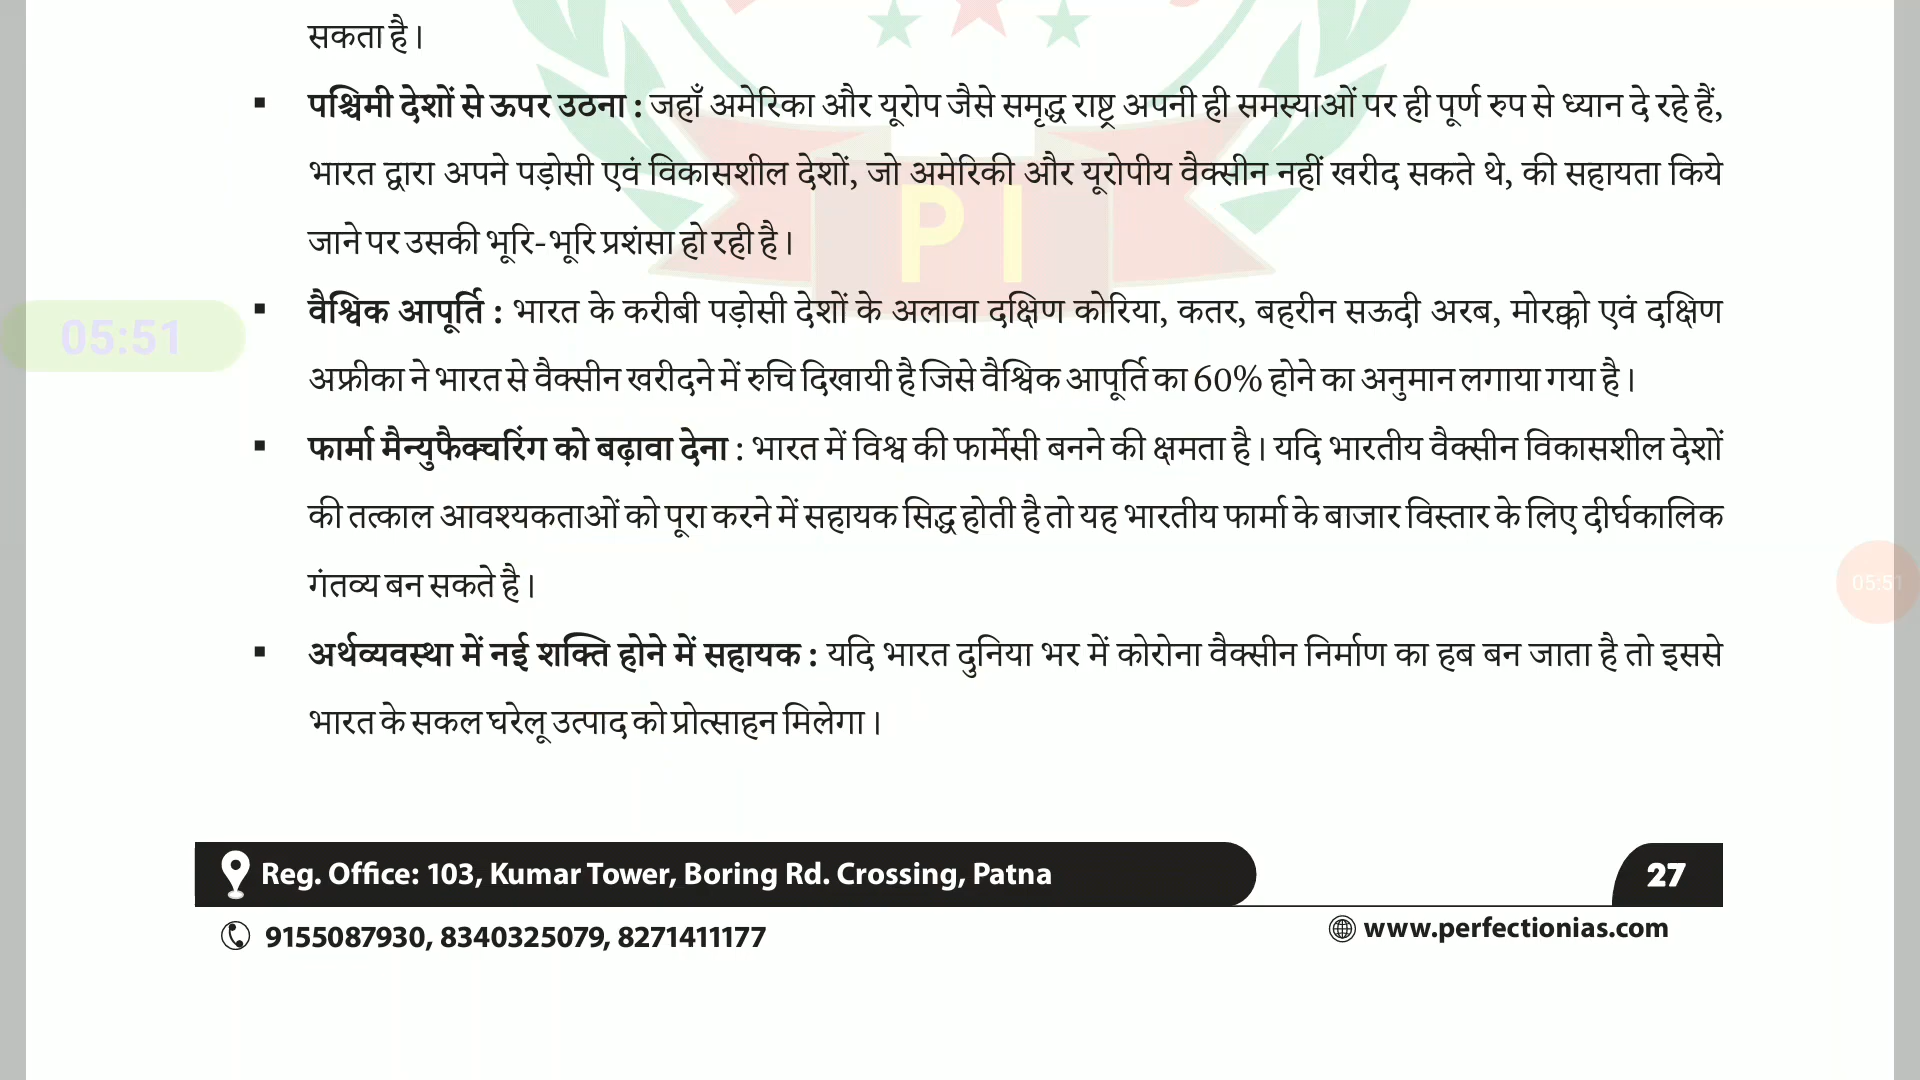 सकता है।
▪ पश्चिमी देशों से ऊपर उठना : जहाँ अमेरिका और यूरोप जैसे समृद्ध राष्ट्र अपनी ही समस्याओं पर ही पूर्ण रुप से ध्यान दे रहे हैं,
भारत द्वारा अपने पड़ोसी एवं विकासशील देशों, जो अमेरिकी और यूरोपीय वैक्सीन नहीं खरीद सकते थे, की सहायता किये
जाने पर उसकी भूरि-भूरि प्रशंसा हो रही है।
PI
▪ वैश्विक आपूर्ति : भारत के करीबी पड़ोसी देशों के अलावा दक्षिण कोरिया, कतर, बहरीन सऊदी अरब, मोरक्को एवं दक्षिण
05:51
अफ्रीका ने भारत से वैक्सीन खरीदने में रुचि दिखायी है जिसे वैश्विक आपूर्ति का 60% होने का अनुमान लगाया गया है।
▪ फार्मा मैन्युफैक्चरिंग को बढ़ावा देना : भारत में विश्व की फार्मेसी बनने की क्षमता है। यदि भारतीय वैक्सीन विकासशील देशों
की तत्काल आवश्यकताओं को पूरा करने में सहायक सिद्ध होती है तो यह भारतीय फार्मा के बाजार विस्तार के लिए दीर्घकालिक
गंतव्य बन सकते है।
05:51
▪ अर्थव्यवस्था में नई शक्ति होने में सहायक : यदि भारत दुनिया भर में कोरोना वैक्सीन निर्माण का हब बन जाता है तो इससे
भारत के सकल घरेलू उत्पाद को प्रोत्साहन मिलेगा।
Reg. Office: 103, Kumar Tower, Boring Rd. Crossing, Patna
27
9155087930, 8340325079, 8271411177
www.perfectionias.com